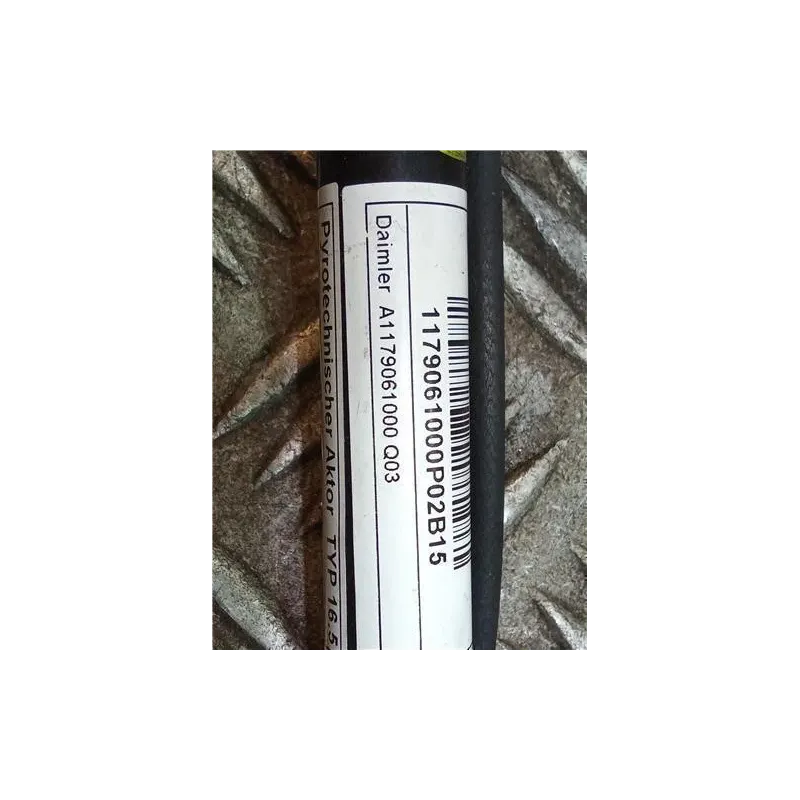 1179061000P02B15
Daimler A1179061000 Q03
Pyrotechnischer Aktor TYP 16.5